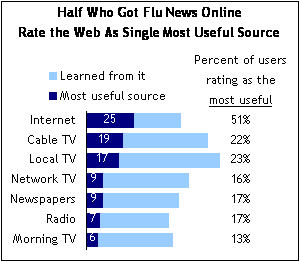 Half Who Got Flu News Online
Rate the Web As Single Most Useful Source
Percent of users
rating as the
most useful
Learned from it
Most useful source
Internet 25 51%
Cable TV 19 22%
Local TV 17 23%
Network TV 9 16%
Newspapers 9 17%
Radio 7 17%
Morning TV 6 13%